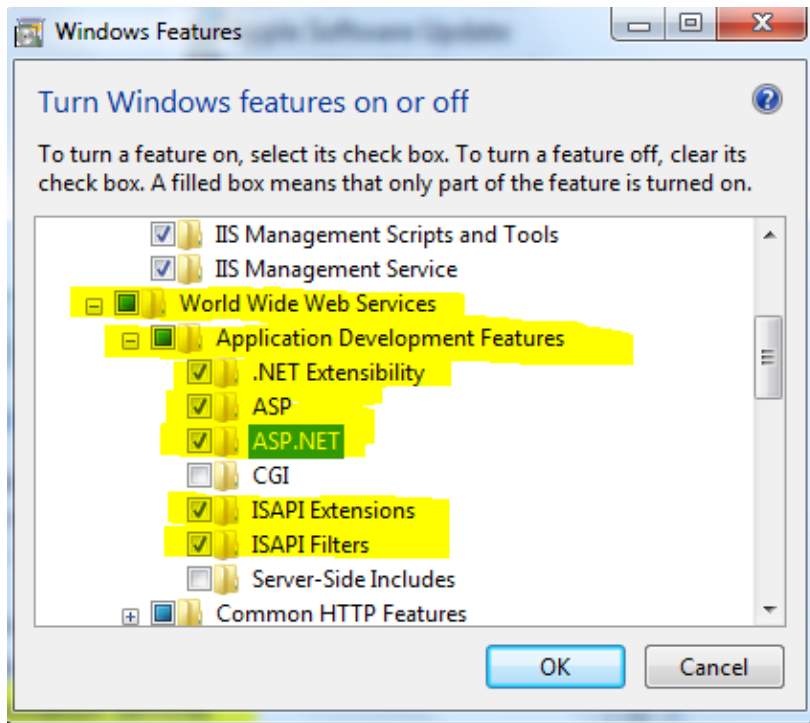 Windows Features
Apple Software Update
Turn Windows features on or off
To turn a feature on, select its check box. To turn a feature off, clear its
check box. A filled box means that only part of the feature is turned on.
IIS Management Scripts and Tools
IIS Management Service
World Wide Web Services
Application Development Features
.NET Extensibility
ASP
ASP.NET
CGI
ISAPI Extensions
ISAPI Filters
Server-Side Includes
Common HTTP Features
OK
Cancel